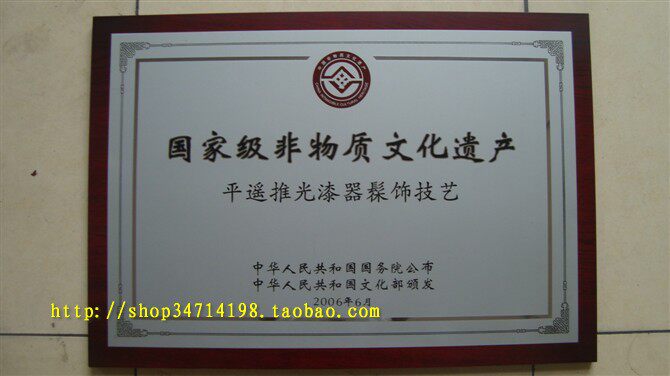 国家级非物质文化遗产
平遥推光漆器髹饰技艺
中华人民共和国国务院公布
中华人民共和国文化部颁发
2006年6月
http://shop34714198.taobao.com/